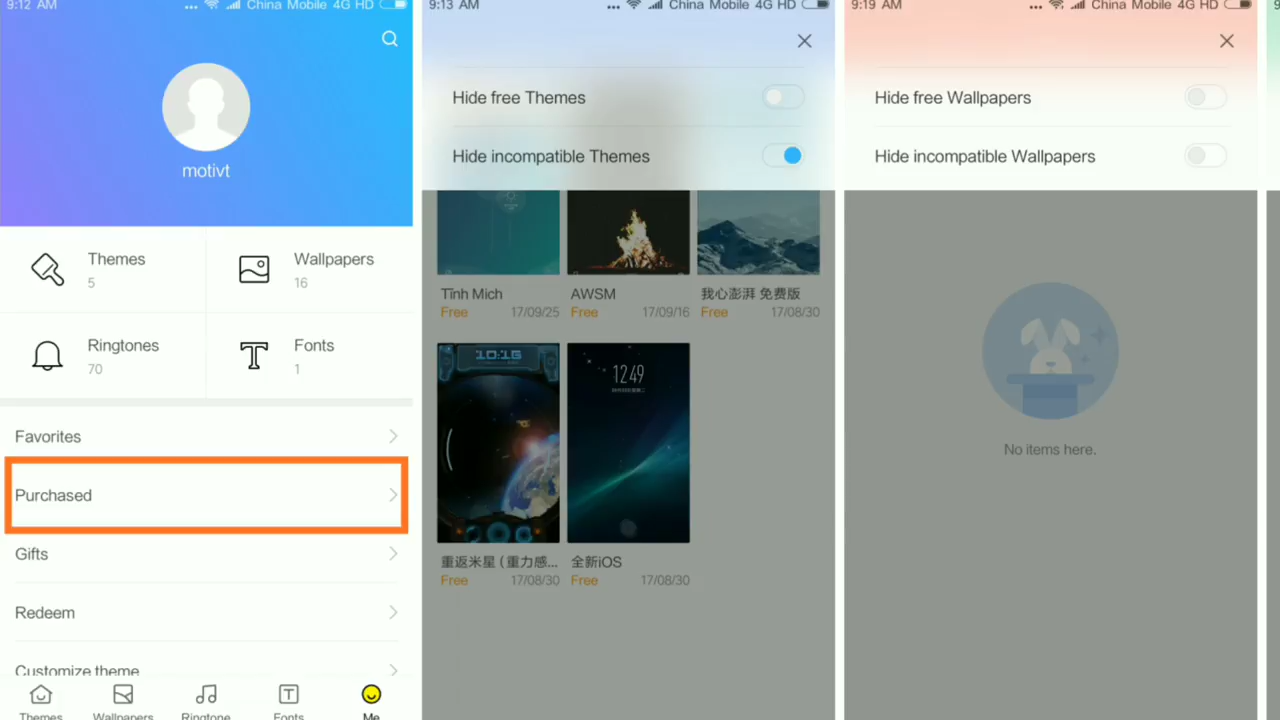 9:12 AM
... China Mobile 4G HD
motivt
Themes
5
Wallpapers
16
Ringtones
70
Fonts
1
Favorites
Purchased
Gifts
Redeem
Customize theme
Themes
Wallpapers
Ringtone
Fonts
Me
9:13 AM
... China Mobile 4G HD
Hide free Themes
Hide incompatible Themes
Tĩnh Mich
Free 17/09/25
AWSM
Free 17/09/16
我心澎湃 免费版
Free 17/08/30
10:16
重返米星 (重力感...
Free 17/08/30
12:49
全新iOS
Free 17/08/30
9:19 AM
... China Mobile 4G HD
Hide free Wallpapers
Hide incompatible Wallpapers
No items here.